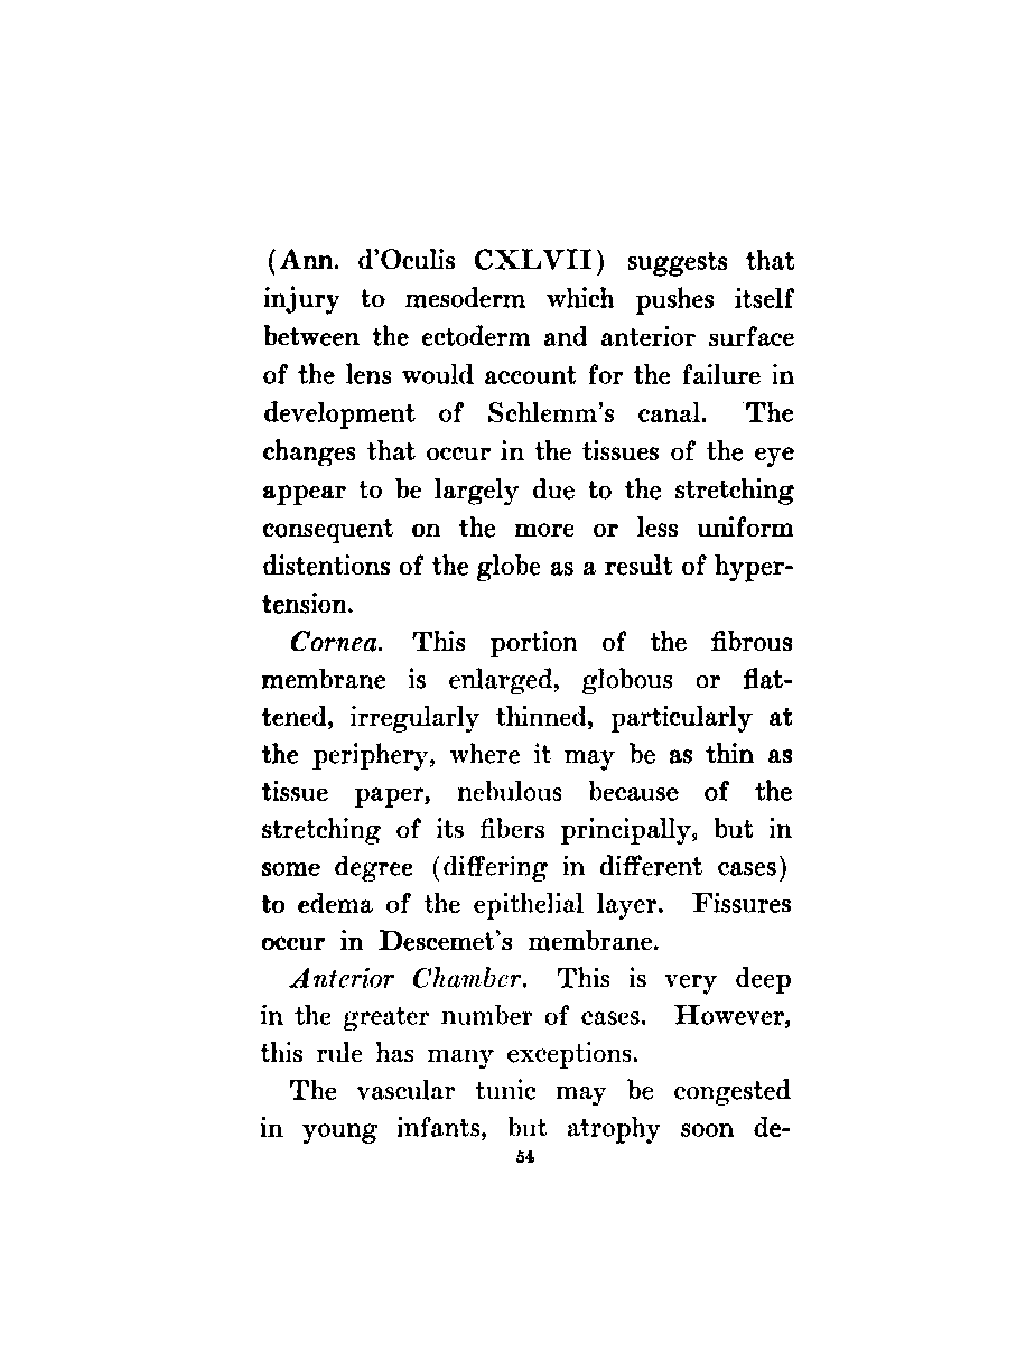 (Ann. d'Oculis CXLVII) suggests that
injury to mesoderm which pushes itself
between the ectoderm and anterior surface
of the lens would account for the failure in
development of Schlemm's canal. The
changes that occur in the tissues of the eye
appear to be largely due to the stretching
consequent on the more or less uniform
distentions of the globe as a result of hyper-
tension.
Cornea. This portion of the fibrous
membrane is enlarged, globous or flat-
tened, irregularly thinned, particularly at
the periphery, where it may be as thin as
tissue paper, nebulous because of the
stretching of its fibers principally, but in
some degree (differing in different cases)
to edema of the epithelial layer. Fissures
occur in Descemet's membrane.
Anterior Chamber. This is very deep
in the greater number of cases. However,
this rule has many exceptions.
The vascular tunic may be congested
in young infants, but atrophy soon de-
54